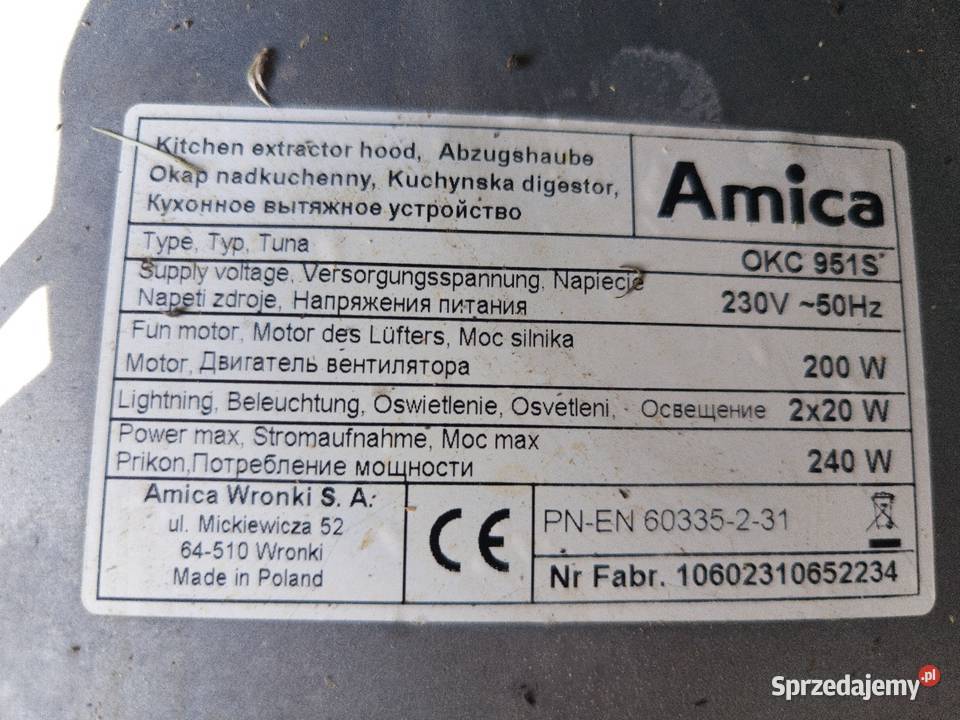 Kitchen extractor hood, Abzugshaube
Okap nadkuchenny, Kuchynska digestor,
Кухонное вытяжное устройство
Amica
Type, Typ, Tuna
OKC 951S
Supply voltage, Versorgungsspannung, Napiecie
Napeti zdroje, Напряжения питания
230V ~50Hz
Fun motor, Motor des Lüfters, Moc silnika
Motor, Двигатель вентилятора
200 W
Lightning, Beleuchtung, Oswietlenie, Osvetleni, Освещение 2x20 W
Power max, Stromaufnahme, Moc max
Prikon,Потребление мощности
240 W
Amica Wronki S. A.
ul. Mickiewicza 52
64-510 Wronki
Made in Poland
CE
PN-EN 60335-2-31
Nr Fabr. 10602310652234
Sprzedajemy.pl